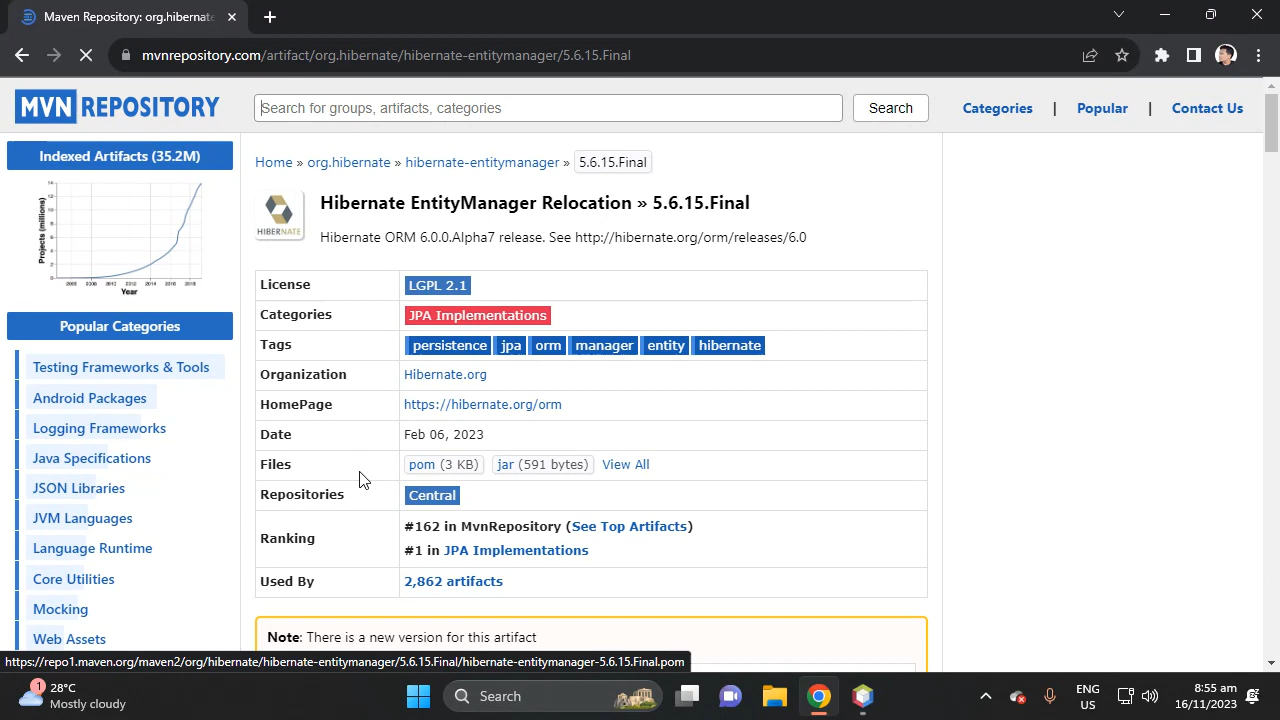 Maven Repository: org.hibernate
mvnrepository.com/artifact/org.hibernate/hibernate-entitymanager/5.6.15.Final
MVN REPOSITORY
Search for groups, artifacts, categories
Search
Categories | Popular | Contact Us
Indexed Artifacts (35.2M)
Projects (millions)
Year
Popular Categories
Testing Frameworks & Tools
Android Packages
Logging Frameworks
Java Specifications
JSON Libraries
JVM Languages
Language Runtime
Core Utilities
Mocking
Web Assets
Home » org.hibernate » hibernate-entitymanager » 5.6.15.Final
HIBERNATE
Hibernate EntityManager Relocation » 5.6.15.Final
Hibernate ORM 6.0.0.Alpha7 release. See http://hibernate.org/orm/releases/6.0
License LGPL 2.1
Categories JPA Implementations
Tags persistence jpa orm manager entity hibernate
Organization Hibernate.org
HomePage https://hibernate.org/orm
Date Feb 06, 2023
Files pom (3 KB) jar (591 bytes) View All
Repositories Central
Ranking #162 in MvnRepository (See Top Artifacts)
#1 in JPA Implementations
Used By 2,862 artifacts
Note: There is a new version for this artifact
https://repo1.maven.org/maven2/org/hibernate/hibernate-entitymanager/5.6.15.Final/hibernate-entitymanager-5.6.15.Final.pom
1
28°C
Mostly cloudy
Search
ENG
US
8:55 am
16/11/2023